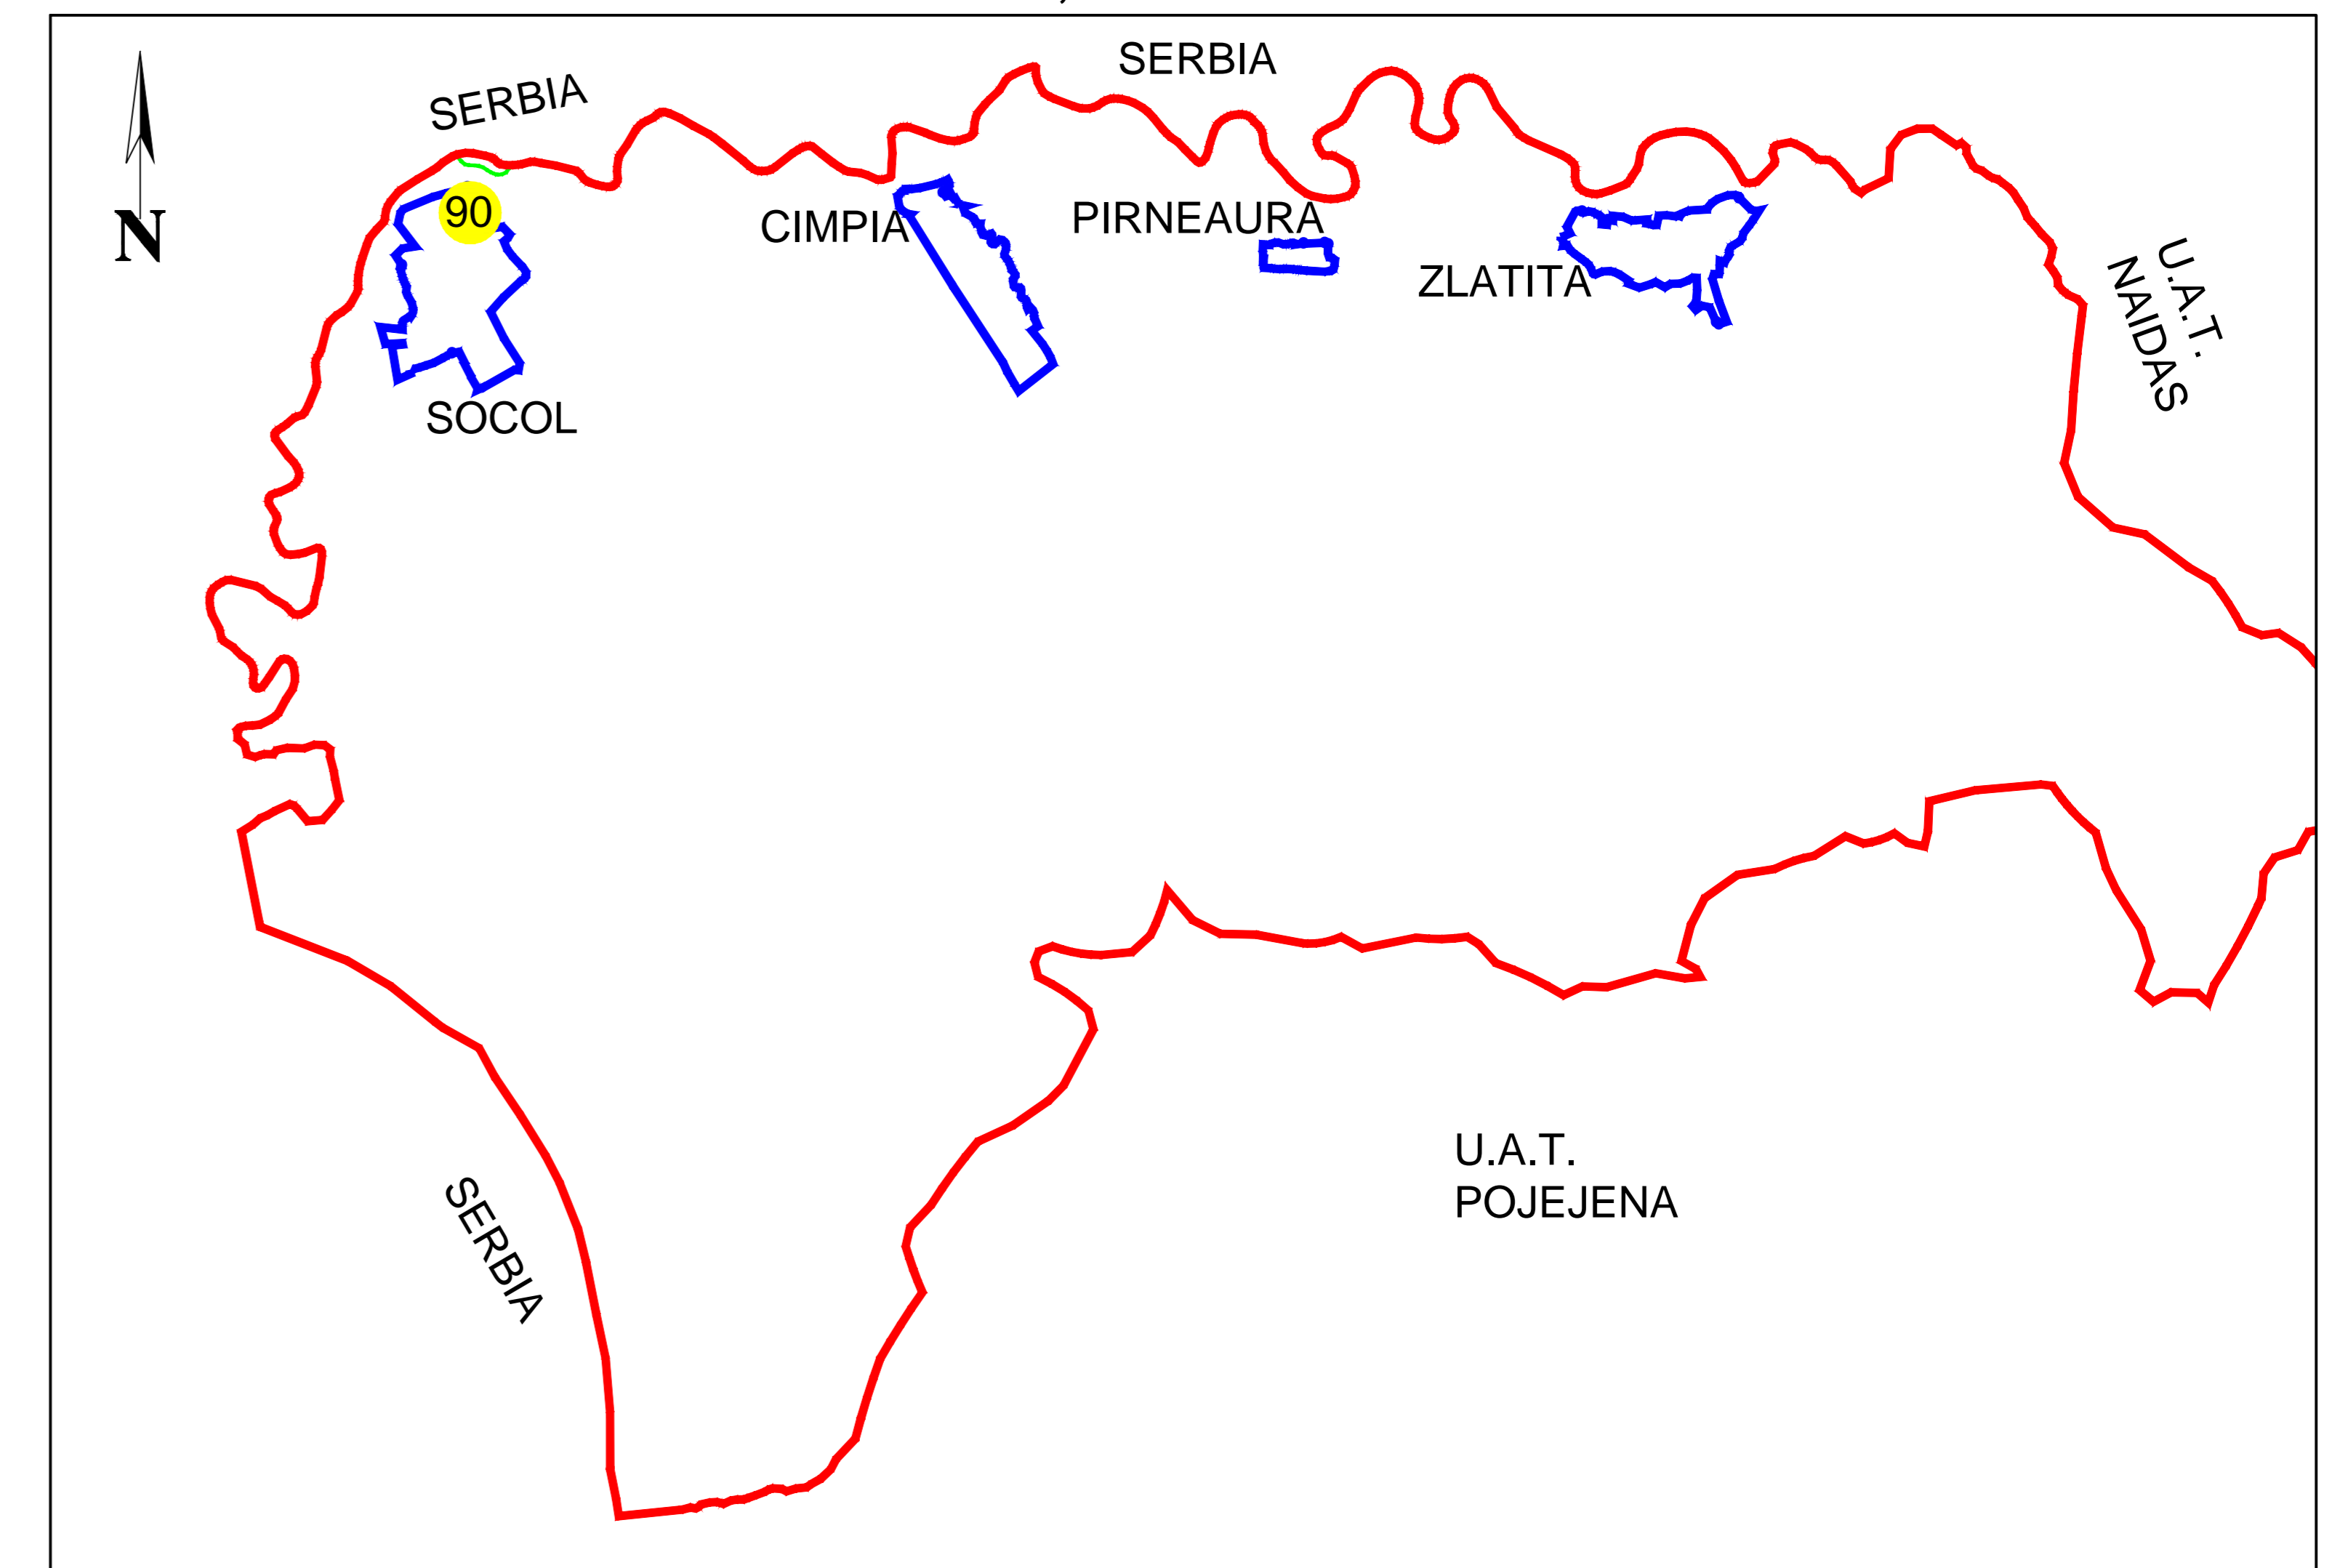 SERBIA
SERBIA
N
90
CIMPIA
PIRNEAURA
ZLATITA
U.A.T.
NAIDAS
SOCOL
U.A.T.
POJEJENA
SERBIA